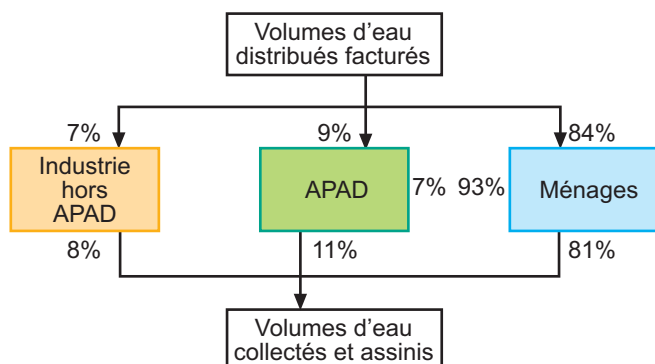 Volumes d'eau
distribués facturés
7%
9%
84%
Industrie
hors
APAD
APAD
7%
93%
Ménages
8%
11%
81%
Volumes d'eau
collectés et assinis